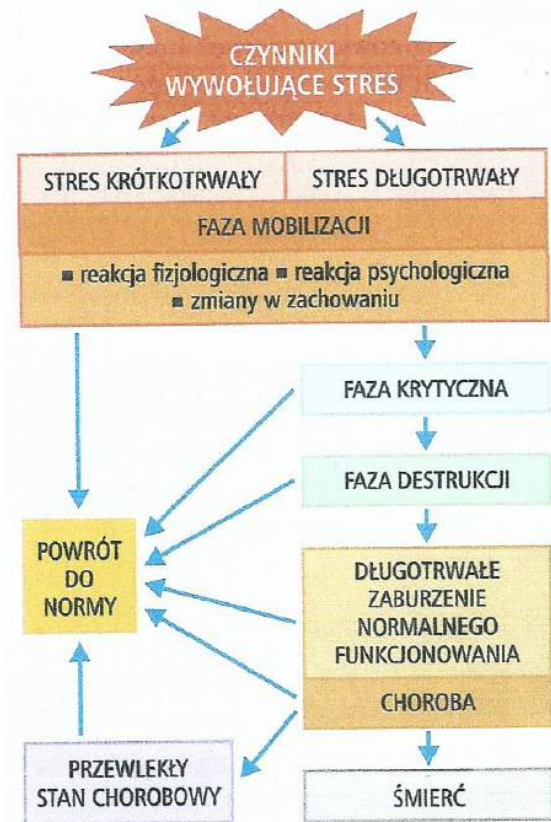 CZYNNIKI
WYWOŁUJĄCE STRES
STRES KRÓTKOTRWAŁY
STRES DŁUGOTRWAŁY
FAZA MOBILIZACJI
▪ reakcja fizjologiczna ▪ reakcja psychologiczna
▪ zmiany w zachowaniu
FAZA KRYTYCZNA
FAZA DESTRUKCJI
POWRÓT
DO
NORMY
DŁUGOTRWAŁE
ZABURZENIE
NORMALNEGO
FUNKCJONOWANIA
CHOROBA
PRZEWLEKŁY
STAN CHOROBOWY
ŚMIERĆ